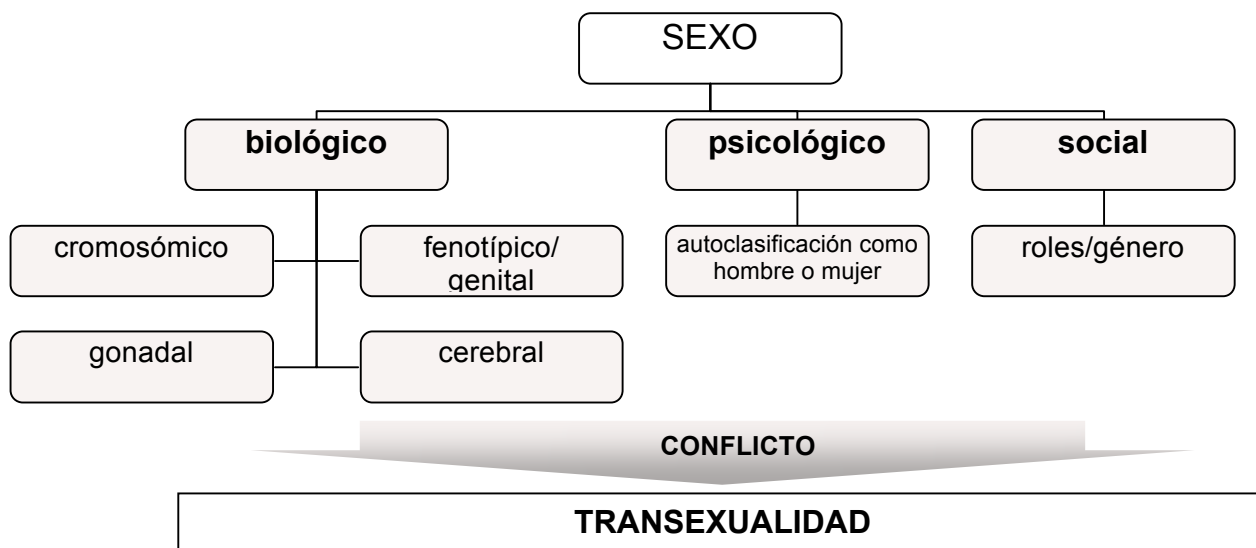 SEXO
biológico
psicológico
social
cromosómico
fenotípico/
genital
autoclasificación como
hombre o mujer
roles/género
gonadal
cerebral
CONFLICTO
TRANSEXUALIDAD